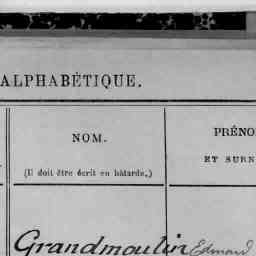 ALPHABÉTIQUE.
NOM.
PRÉNO
ET SURN
(Il doit être écrit en bâtarde.)
Grandmoulin Edmond